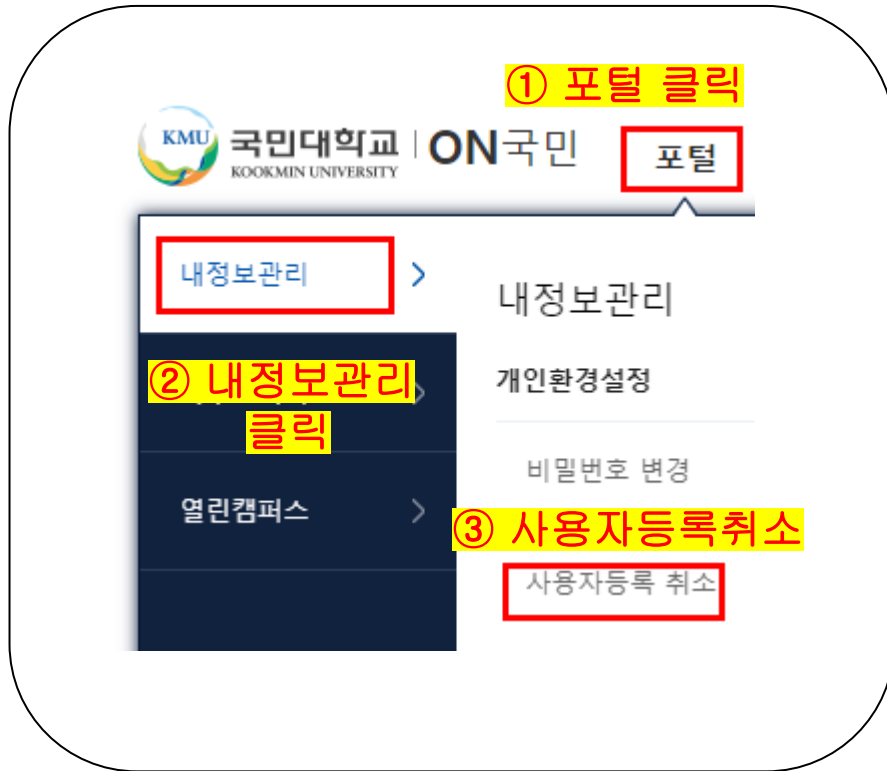 ① 포털 클릭
KMU 국민대학교 | ON국민 포털
KOOKMIN UNIVERSITY
내정보관리 >
내정보관리
② 내정보관리 >
클릭
개인환경설정
비밀번호 변경
열린캠퍼스 >
③ 사용자등록취소
사용자등록 취소